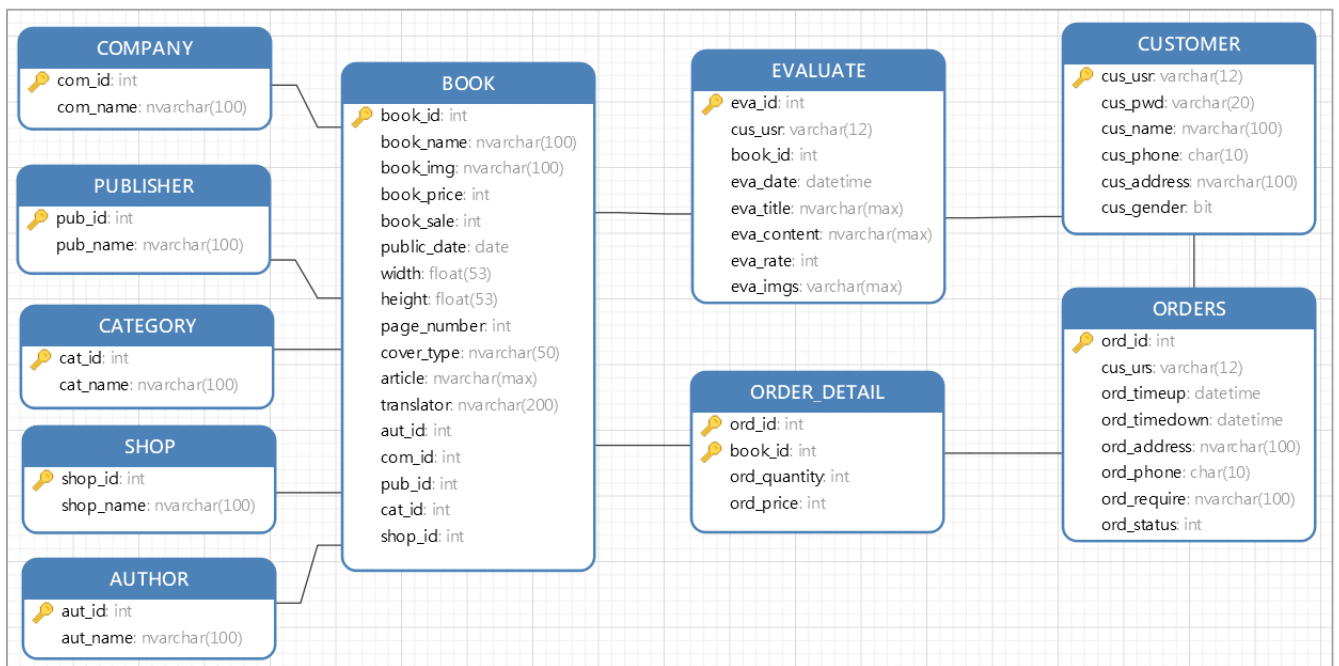 COMPANY
com_id: int
com_name: nvarchar(100)
PUBLISHER
pub_id: int
pub_name: nvarchar(100)
CATEGORY
cat_id: int
cat_name: nvarchar(100)
SHOP
shop_id: int
shop_name: nvarchar(100)
AUTHOR
aut_id: int
aut_name: nvarchar(100)
BOOK
book_id: int
book_name: nvarchar(100)
book_img: nvarchar(100)
book_price: int
book_sale: int
public_date: date
width: float(53)
height: float(53)
page_number: int
cover_type: nvarchar(50)
article: nvarchar(max)
translator: nvarchar(200)
aut_id: int
com_id: int
pub_id: int
cat_id: int
shop_id: int
EVALUATE
eva_id: int
cus_usr: varchar(12)
book_id: int
eva_date: datetime
eva_title: nvarchar(max)
eva_content: nvarchar(max)
eva_rate: int
eva_imgs: varchar(max)
ORDER_DETAIL
ord_id: int
book_id: int
ord_quantity: int
ord_price: int
CUSTOMER
cus_usr: varchar(12)
cus_pwd: varchar(20)
cus_name: nvarchar(100)
cus_phone: char(10)
cus_address: nvarchar(100)
cus_gender: bit
ORDERS
ord_id: int
cus_urs: varchar(12)
ord_timeup: datetime
ord_timedown: datetime
ord_address: nvarchar(100)
ord_phone: char(10)
ord_require: nvarchar(100)
ord_status: int